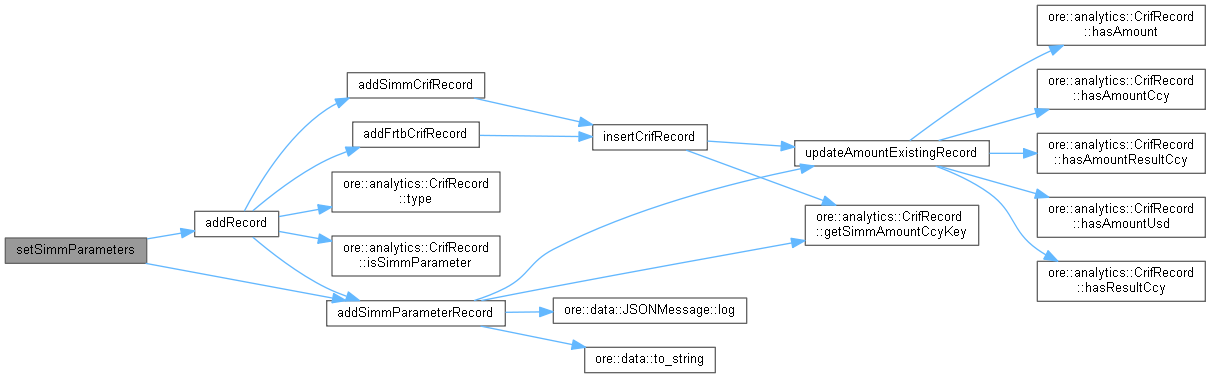 setSimmParameters
addRecord
addSimmCrifRecord
addFrtbCrifRecord
ore::analytics::CrifRecord
::type
ore::analytics::CrifRecord
::isSimmParameter
addSimmParameterRecord
insertCrifRecord
ore::data::JSONMessage::log
ore::data::to_string
updateAmountExistingRecord
ore::analytics::CrifRecord
::getSimmAmountCcyKey
ore::analytics::CrifRecord
::hasAmount
ore::analytics::CrifRecord
::hasAmountCcy
ore::analytics::CrifRecord
::hasAmountResultCcy
ore::analytics::CrifRecord
::hasAmountUsd
ore::analytics::CrifRecord
::hasResultCcy